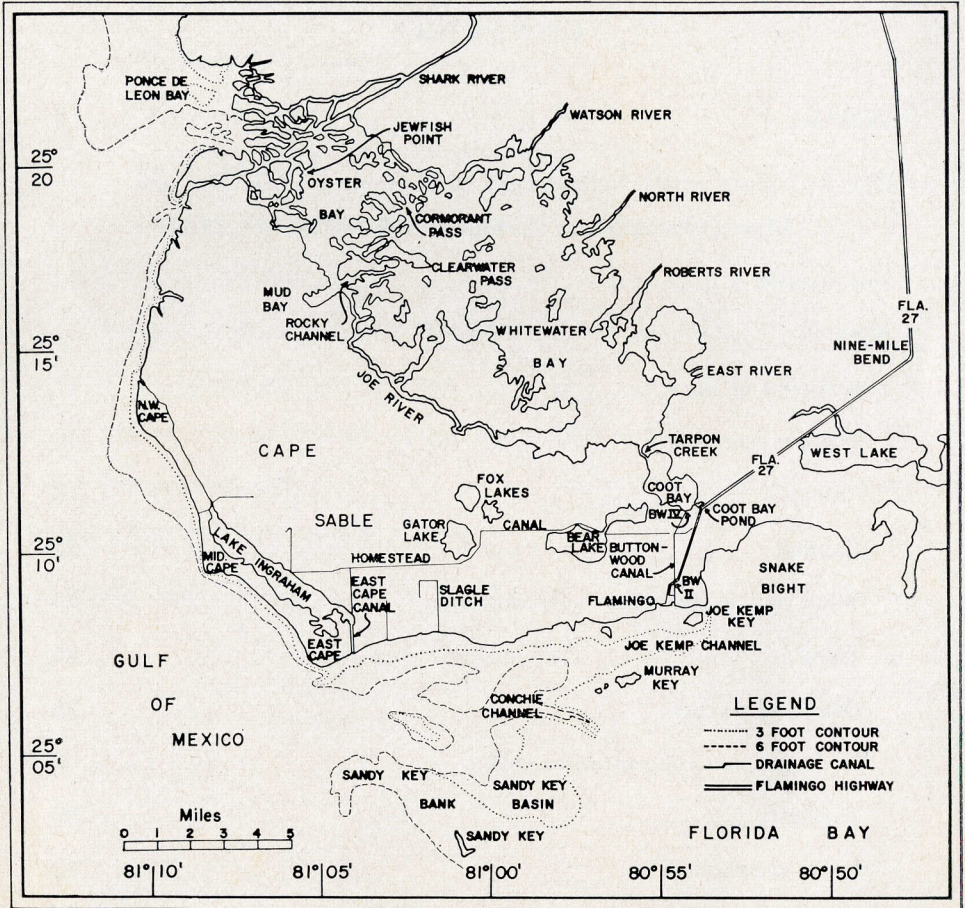 PONCE DE
LEON BAY
SHARK RIVER
WATSON RIVER
JEWFISH
POINT
25°
20
OYSTER
BAY
NORTH RIVER
CORMORANT
PASS
CLEARWATER
PASS
ROBERTS RIVER
MUD
BAY
ROCKY
CHANNEL
FLA.
27
WHITEWATER
BAY
NINE-MILE
BEND
25°
15'
EAST RIVER
JOE RIVER
N.W.
CAPE
CAPE
TARPON
CREEK
FLA.
27
WEST LAKE
FOX
LAKES
COOT
BAY
SABLE
GATOR
LAKE
CANAL
BW IV
COOT BAY
POND
BEAR
LAKE
BUTTON-
WOOD
CANAL
25°
10'
MID.
CAPE
LAKE INGRAHAM
HOMESTEAD
SNAKE
BIGHT
EAST
CAPE
CANAL
SLAGLE
DITCH
FLAMINGO
BW
II
JOE KEMP
KEY
EAST
CAPE
JOE KEMP CHANNEL
GULF
OF
MEXICO
MURRAY
KEY
CONCHIE
CHANNEL
LEGEND
3 FOOT CONTOUR
6 FOOT CONTOUR
DRAINAGE CANAL
FLAMINGO HIGHWAY
25°
05'
SANDY KEY
BANK
SANDY KEY
BASIN
SANDY KEY
Miles
0 1 2 3 4 5
FLORIDA BAY
81°10' 81°05' 81°00' 80°55' 80°50'